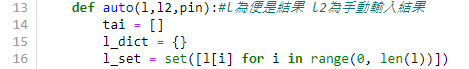 13 def auto(l,l2,pin):#l為便是結果 l2為手動輸入結果
14 tai = []
15 l_dict = {}
16 l_set = set([l[i] for i in range(0, len(l))])